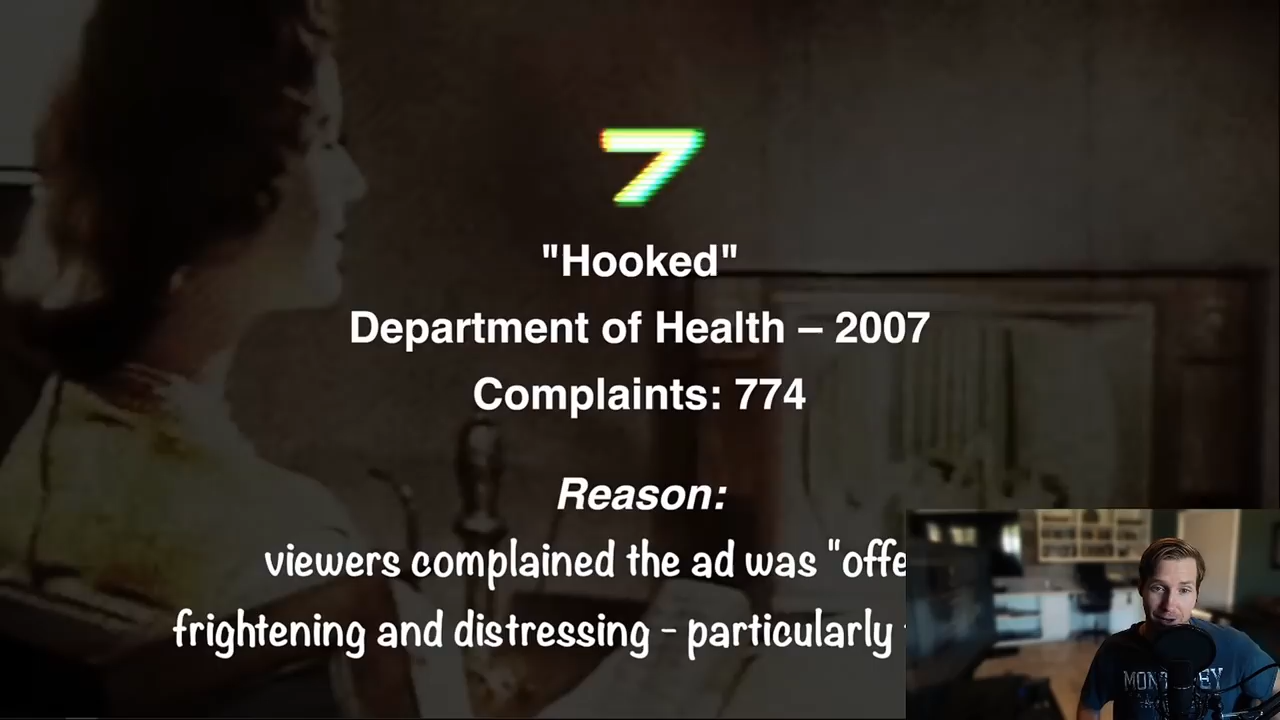 7
"Hooked"
Department of Health – 2007
Complaints: 774
Reason:
viewers complained the ad was "offe
frightening and distressing - particularly